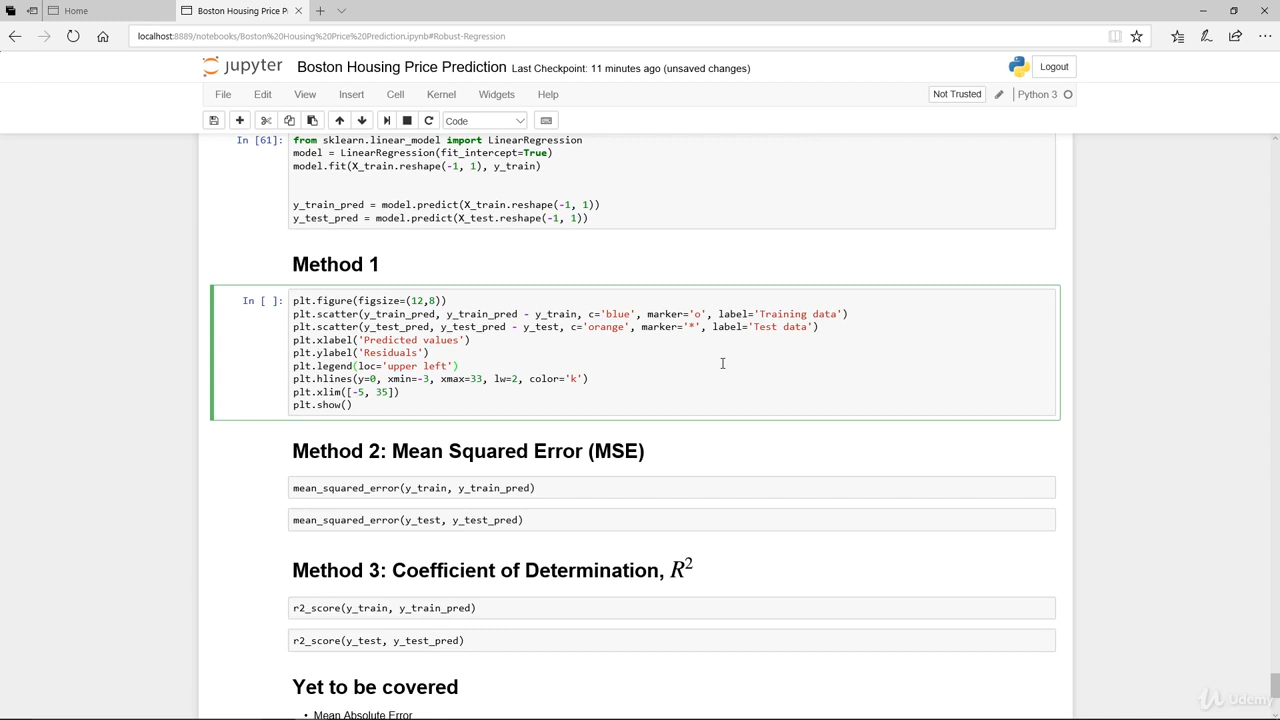 Home
Boston Housing Price P
localhost:8889/notebooks/Boston%20Housing%20Price%20Prediction.ipynb#Robust-Regression
jupyter Boston Housing Price Prediction Last Checkpoint: 11 minutes ago (unsaved changes)
Logout
File Edit View Insert Cell Kernel Widgets Help
Not Trusted
Python 3
Code
In [61]:
from sklearn.linear_model import LinearRegression
model = LinearRegression(fit_intercept=True)
model.fit(X_train.reshape(-1, 1), y_train)
y_train_pred = model.predict(X_train.reshape(-1, 1))
y_test_pred = model.predict(X_test.reshape(-1, 1))
Method 1
In [ ]:
plt.figure(figsize=(12,8))
plt.scatter(y_train_pred, y_train_pred - y_train, c='blue', marker='o', label='Training data')
plt.scatter(y_test_pred, y_test_pred - y_test, c='orange', marker='*', label='Test data')
plt.xlabel('Predicted values')
plt.ylabel('Residuals')
plt.legend(loc='upper left')
plt.hlines(y=0, xmin=-3, xmax=33, lw=2, color='k')
plt.xlim([-5, 35])
plt.show()
Method 2: Mean Squared Error (MSE)
mean_squared_error(y_train, y_train_pred)
mean_squared_error(y_test, y_test_pred)
Method 3: Coefficient of Determination, R²
r2_score(y_train, y_train_pred)
r2_score(y_test, y_test_pred)
Yet to be covered
• Mean Absolute Error
Udemy